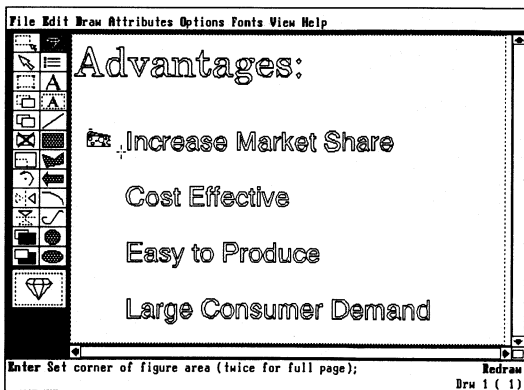 File Edit Draw Attributes Options Fonts View Help
A
A
Advantages:
Increase Market Share
Cost Effective
Easy to Produce
Large Consumer Demand
Enter Set corner of figure area (twice for full page); Redraw
Drw 1 ( 1)